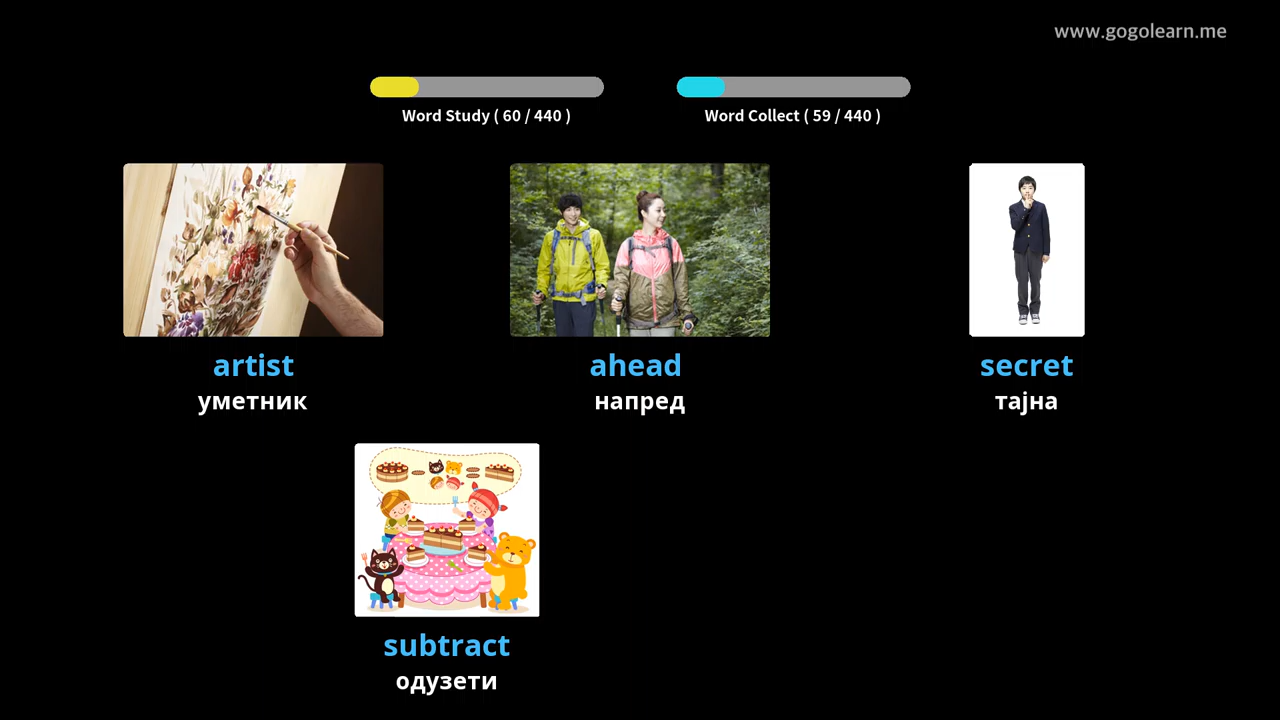 www.gogolearn.me
Word Study ( 60 / 440 )
Word Collect ( 59 / 440 )
artist
уметник
ahead
напред
secret
тајна
subtract
одузети